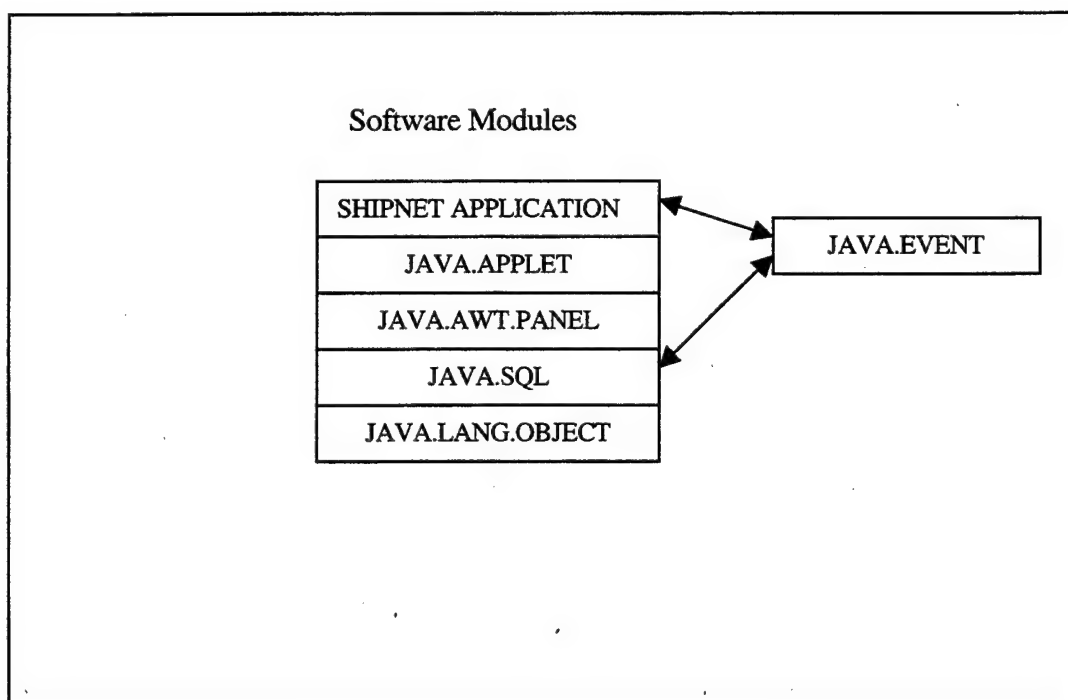 Software Modules
SHIPNET APPLICATION
JAVA.APPLET
JAVA.AWT.PANEL
JAVA.SQL
JAVA.LANG.OBJECT
JAVA.EVENT